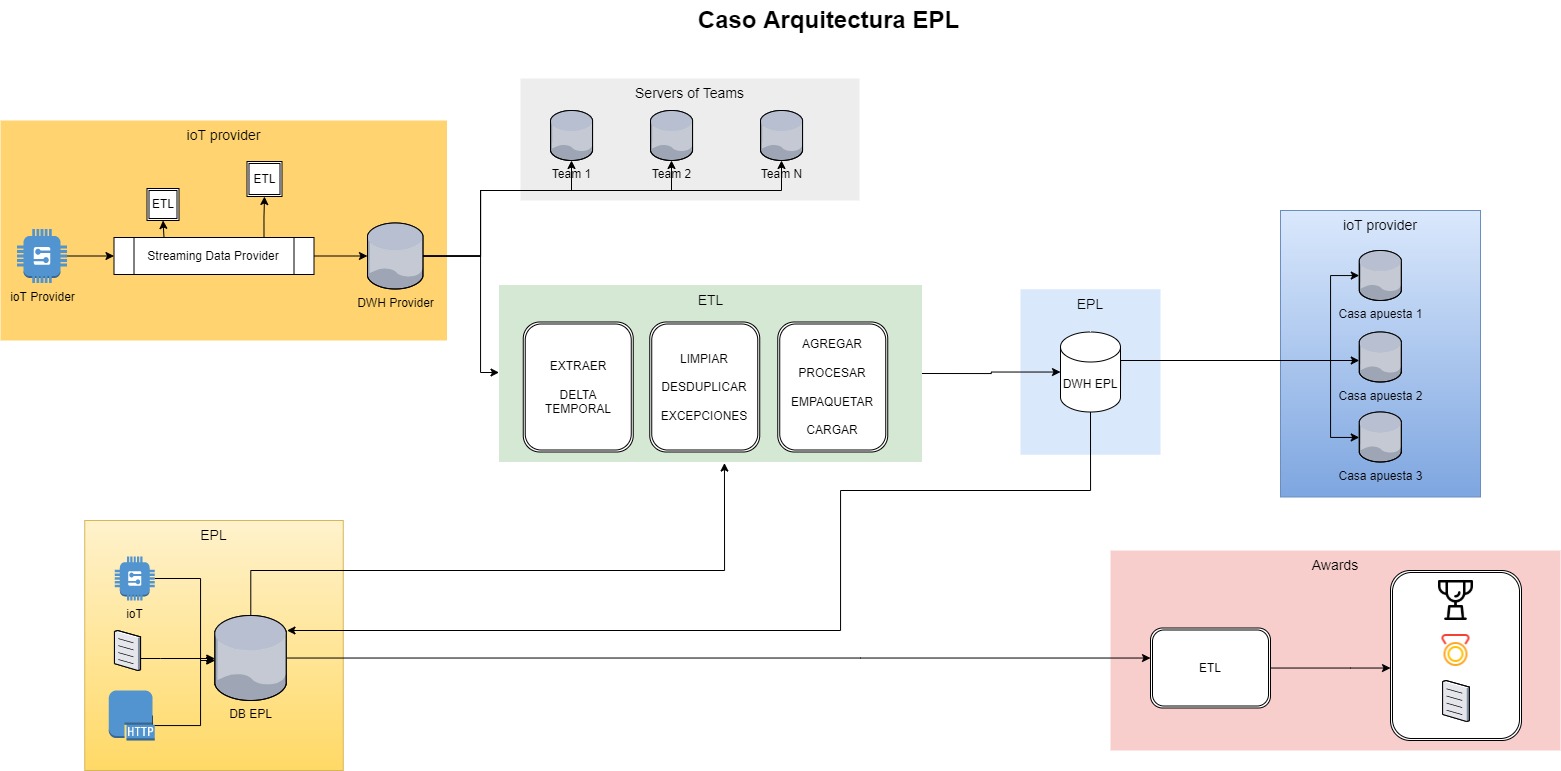 Caso Arquitectura EPL
Servers of Teams
Team 1
Team 2
Team N
ioT provider
ETL
ETL
Streaming Data Provider
ioT Provider
DWH Provider
ETL
EXTRAER
DELTA
TEMPORAL
LIMPIAR
DESDUPLICAR
EXCEPCIONES
AGREGAR
PROCESAR
EMPAQUETAR
CARGAR
EPL
DWH EPL
ioT provider
Casa apuesta 1
Casa apuesta 2
Casa apuesta 3
EPL
ioT
HTTP
DB EPL
Awards
ETL